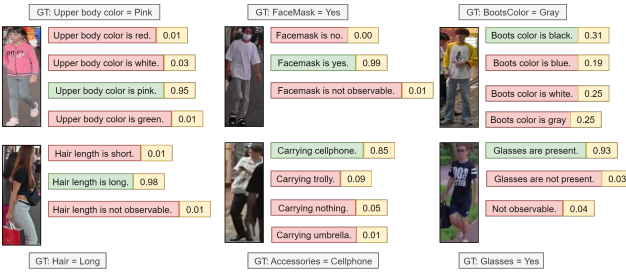 GT: Upper body color = Pink
Upper body color is red. 0.01
Upper body color is white. 0.03
Upper body color is pink. 0.95
Upper body color is green. 0.01
GT: FaceMask = Yes
Facemask is no. 0.00
Facemask is yes. 0.99
Facemask is not observable. 0.01
GT: BootsColor = Gray
Boots color is black. 0.31
Boots color is blue. 0.19
Boots color is white. 0.25
Boots color is gray 0.25
Hair length is short. 0.01
Hair length is long. 0.98
Hair length is not observable. 0.01
GT: Hair = Long
Carrying cellphone. 0.85
Carrying trolly. 0.09
Carrying nothing. 0.05
Carrying umbrella. 0.01
GT: Accessories = Cellphone
Glasses are present. 0.93
Glasses are not present. 0.03
Not observable. 0.04
GT: Glasses = Yes